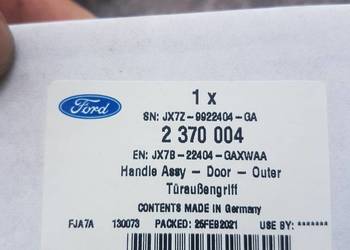 Ford
1 x
SN: JX7Z-9922404-GA
2 370 004
EN: JX7B-22404-GAXWAA
Handle Assy - Door - Outer
Türaußengriff
CONTENTS MADE IN Germany
FJA7A 130073 PACKED: 25FEB2021 USE BY: *******